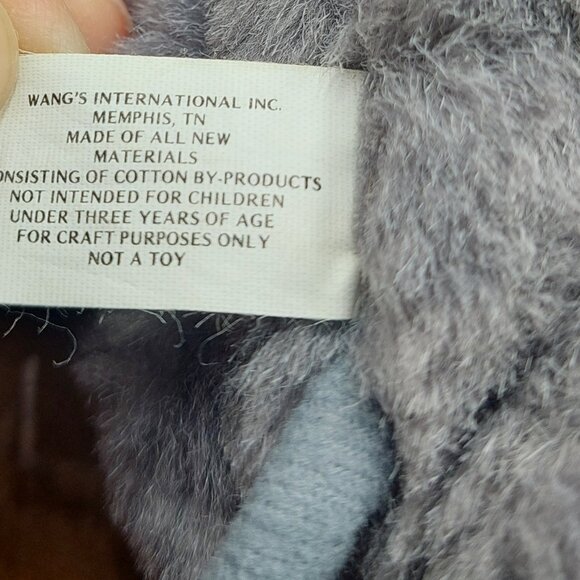 WANG'S INTERNATIONAL INC.
MEMPHIS, TN
MADE OF ALL NEW
MATERIALS
ONSISTING OF COTTON BY-PRODUCTS
NOT INTENDED FOR CHILDREN
UNDER THREE YEARS OF AGE
FOR CRAFT PURPOSES ONLY
NOT A TOY